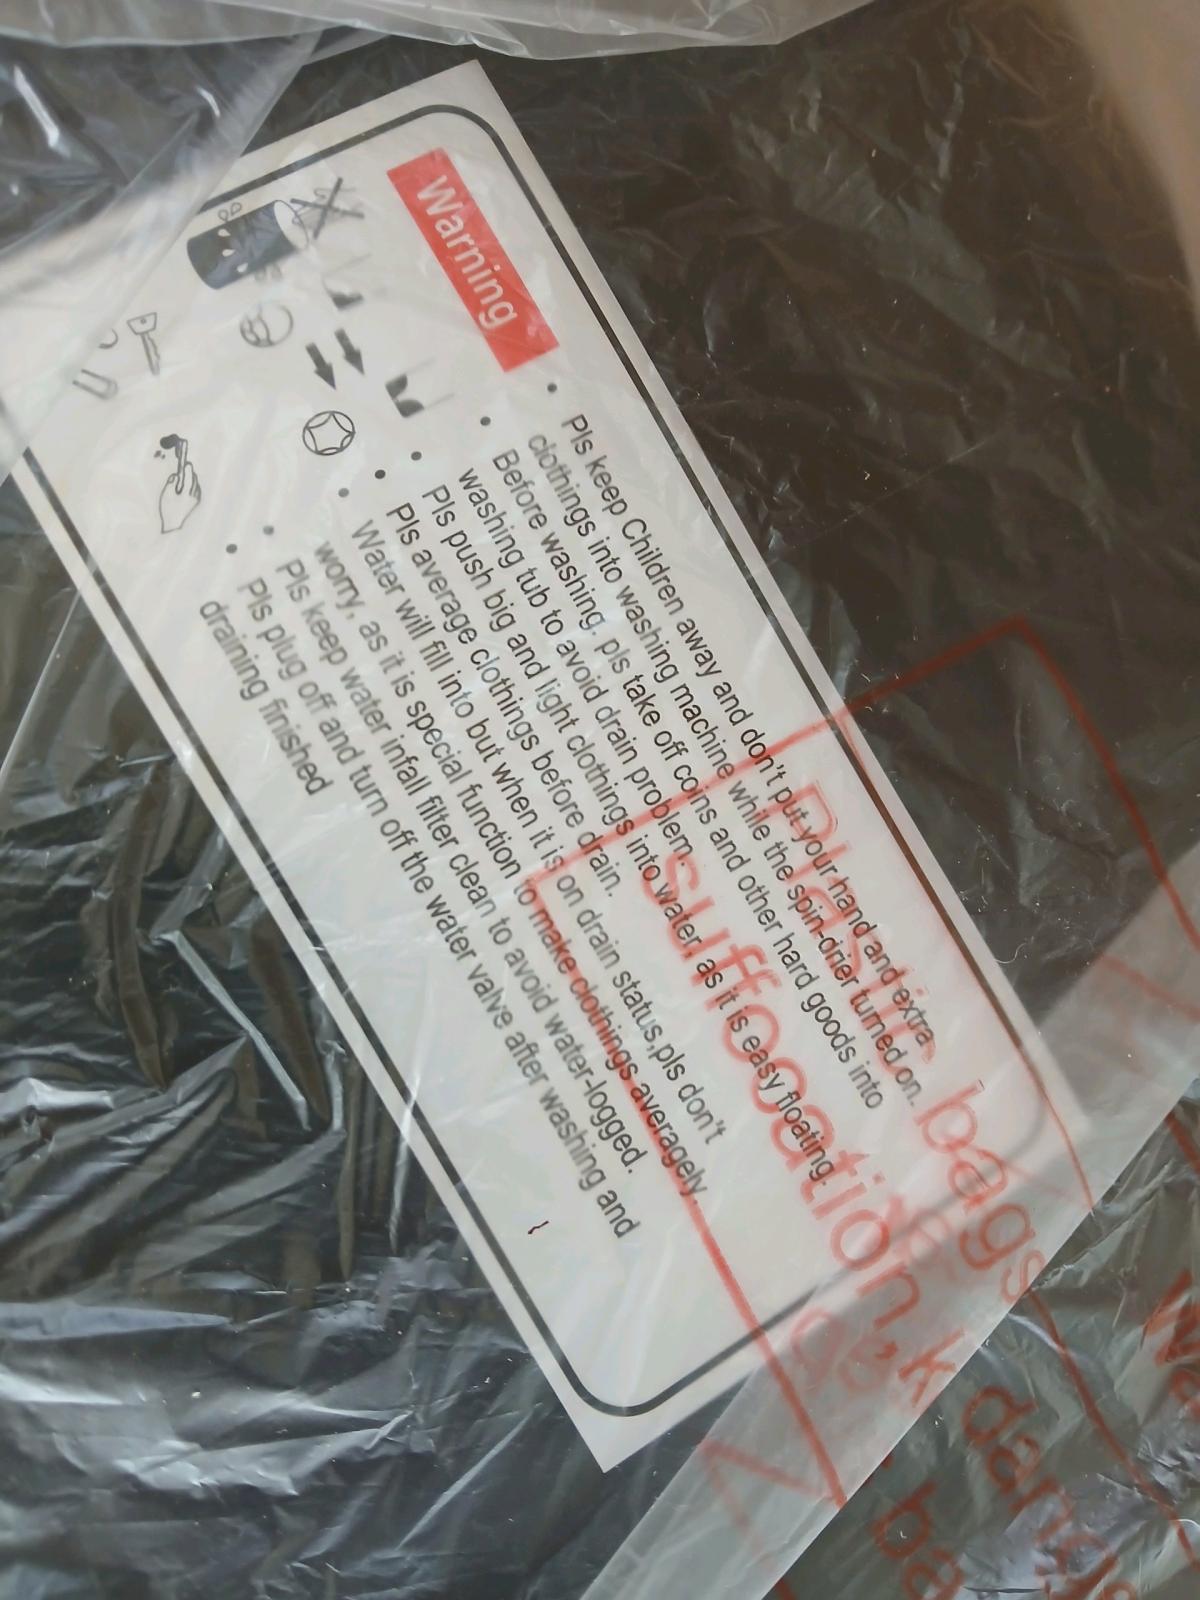 Warning
• Pls keep Children away and don't put your hand and extra
clothings into washing machine while the spin-drier turned on.
• Before washing, pls take off coins and other hard goods into
washing tub to avoid drain problem.
• Pls push big and light clothings into water, as it is easy floating.
• Pls average clothings before drain.
• Water will fill into but when it is on drain status,pls don't
worry, as it is special function to make clothings averagely.
• Pls keep water infall filter clean to avoid water-logged.
• Pls plug off and turn off the water valve after washing and
draining finished
Plastic bags
suffocation, k
dang
ba